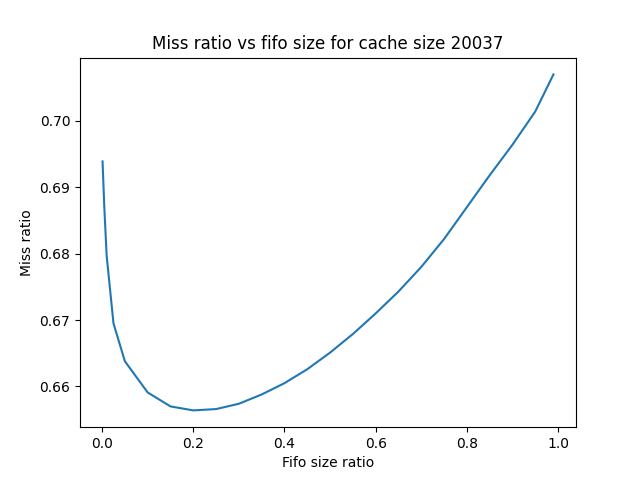 Miss ratio vs fifo size for cache size 20037
0.70
0.69
0.68
0.67
0.66
Miss ratio
0.0 0.2 0.4 0.6 0.8 1.0
Fifo size ratio